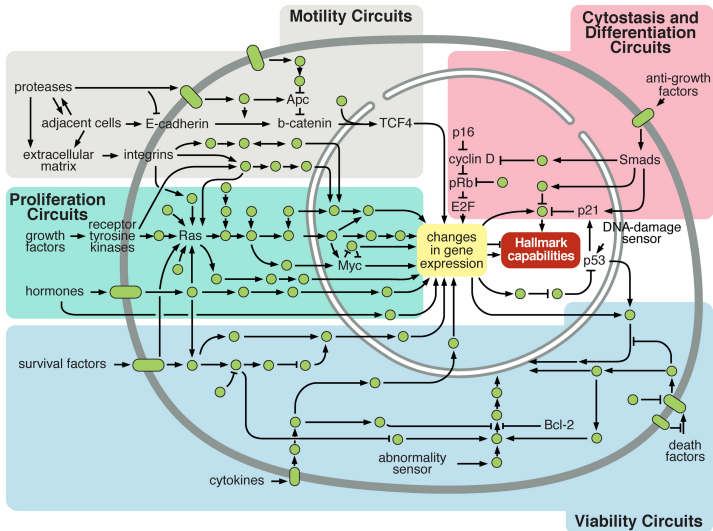 Motility Circuits
Cytostasis and
Differentiation
Circuits
proteases
adjacent cells
E-cadherin
b-catenin
TCF4
Apc
extracellular
matrix
integrins
anti-growth
factors
p16
cyclin D
pRb
E2F
Smads
p21
DNA-damage
sensor
p53
Hallmark
capabilities
changes
in gene
expression
Proliferation
Circuits
growth
factors
receptor
tyrosine
kinases
Ras
Myc
hormones
survival factors
cytokines
abnormality
sensor
Bcl-2
death
factors
Viability Circuits